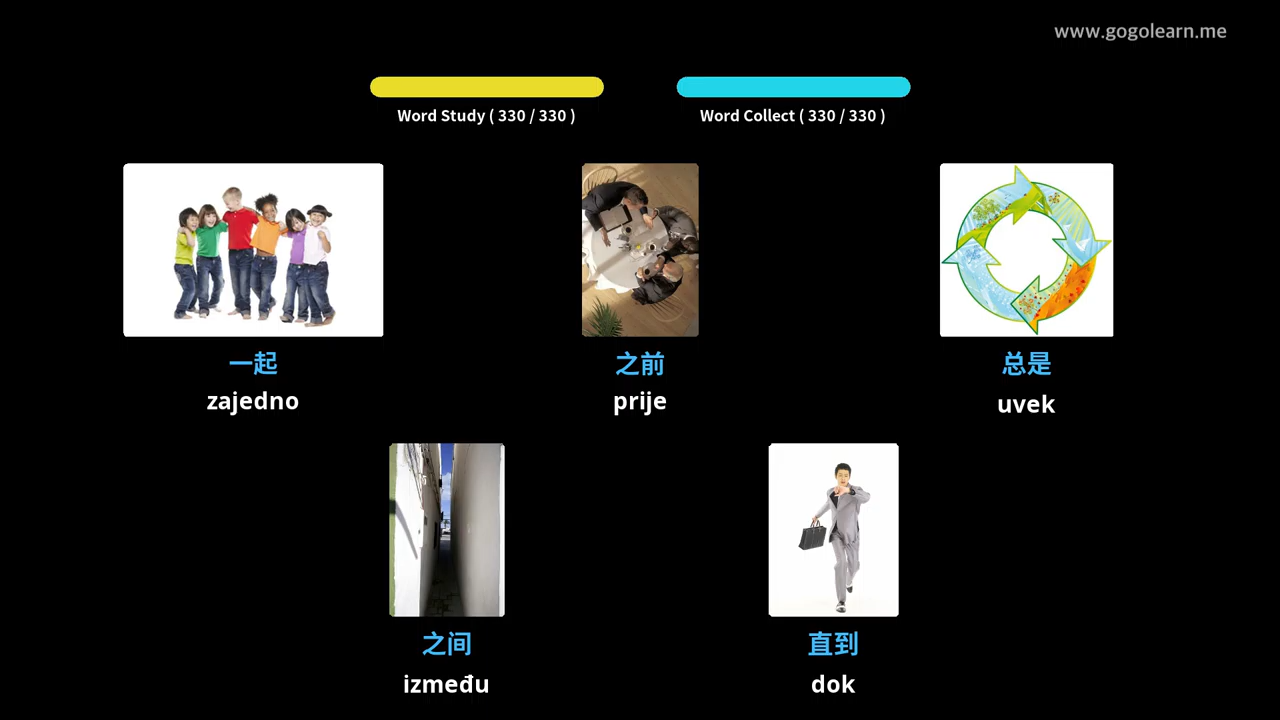 www.gogolearn.me
Word Study ( 330 / 330 )
Word Collect ( 330 / 330 )
一起
zajedno
之前
prije
总是
uvek
之间
između
直到
dok